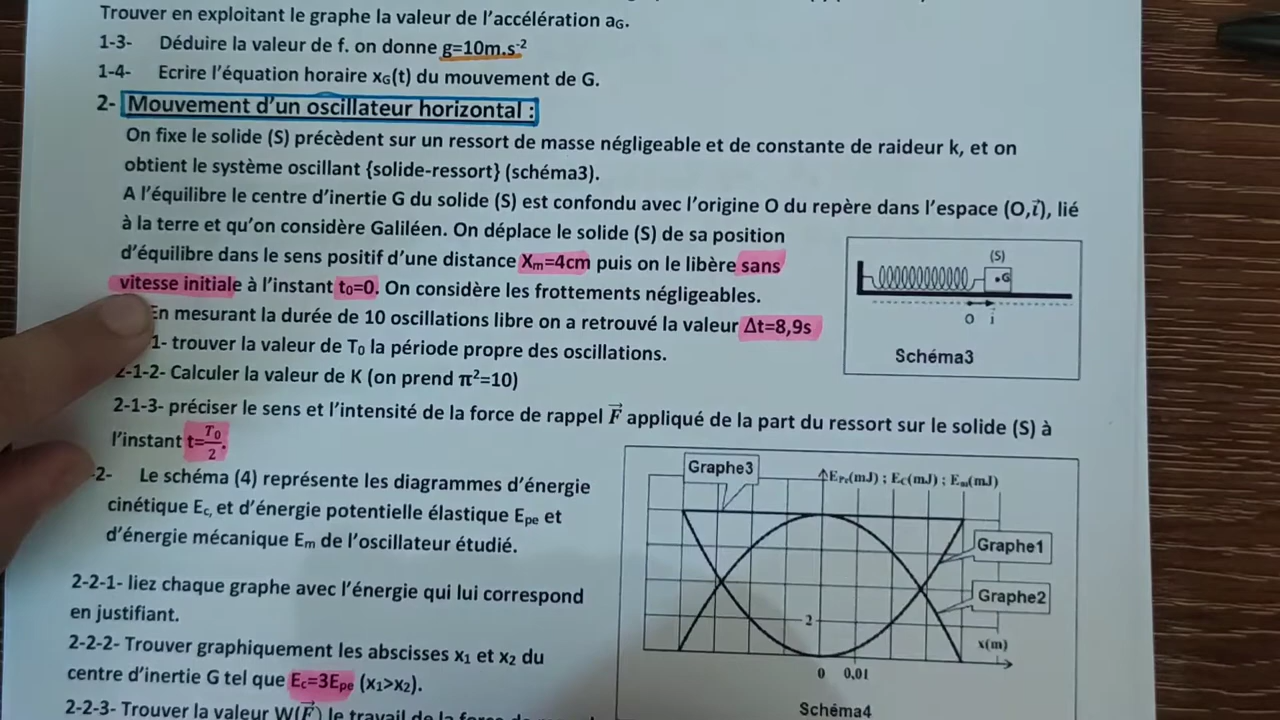 Trouver en exploitant le graphe la valeur de l'accélération aG.
1-3- Déduire la valeur de f. on donne g=10m.s-2
1-4- Ecrire l'équation horaire xG(t) du mouvement de G.
2- Mouvement d'un oscillateur horizontal :
On fixe le solide (S) précèdent sur un ressort de masse négligeable et de constante de raideur k, et on
obtient le système oscillant {solide-ressort} (schéma3).
A l'équilibre le centre d'inertie G du solide (S) est confondu avec l'origine O du repère dans l'espace (O,i⃗), lié
à la terre et qu'on considère Galiléen. On déplace le solide (S) de sa position
d'équilibre dans le sens positif d'une distance Xm=4cm puis on le libère sans
vitesse initiale à l'instant t0=0. On considère les frottements négligeables.
En mesurant la durée de 10 oscillations libre on a retrouvé la valeur Δt=8,9s
1- trouver la valeur de T0 la période propre des oscillations.
2-1-2- Calculer la valeur de K (on prend π²=10)
2-1-3- préciser le sens et l'intensité de la force de rappel F⃗ appliqué de la part du ressort sur le solide (S) à
l'instant t=T0/2.
(S)
G
O i⃗
Schéma3
-2- Le schéma (4) représente les diagrammes d'énergie
cinétique Ec, et d'énergie potentielle élastique Epe et
d'énergie mécanique Em de l'oscillateur étudié.
2-2-1- liez chaque graphe avec l'énergie qui lui correspond
en justifiant.
2-2-2- Trouver graphiquement les abscisses x1 et x2 du
centre d'inertie G tel que Ec=3Epe (x1>x2).
2-2-3- Trouver la valeur W(F⃗) le travail de la force de
Graphe3
EPe(mJ) ; EC(mJ) ; Em(mJ)
Graphe1
Graphe2
2
x(m)
0 0,01
Schéma4